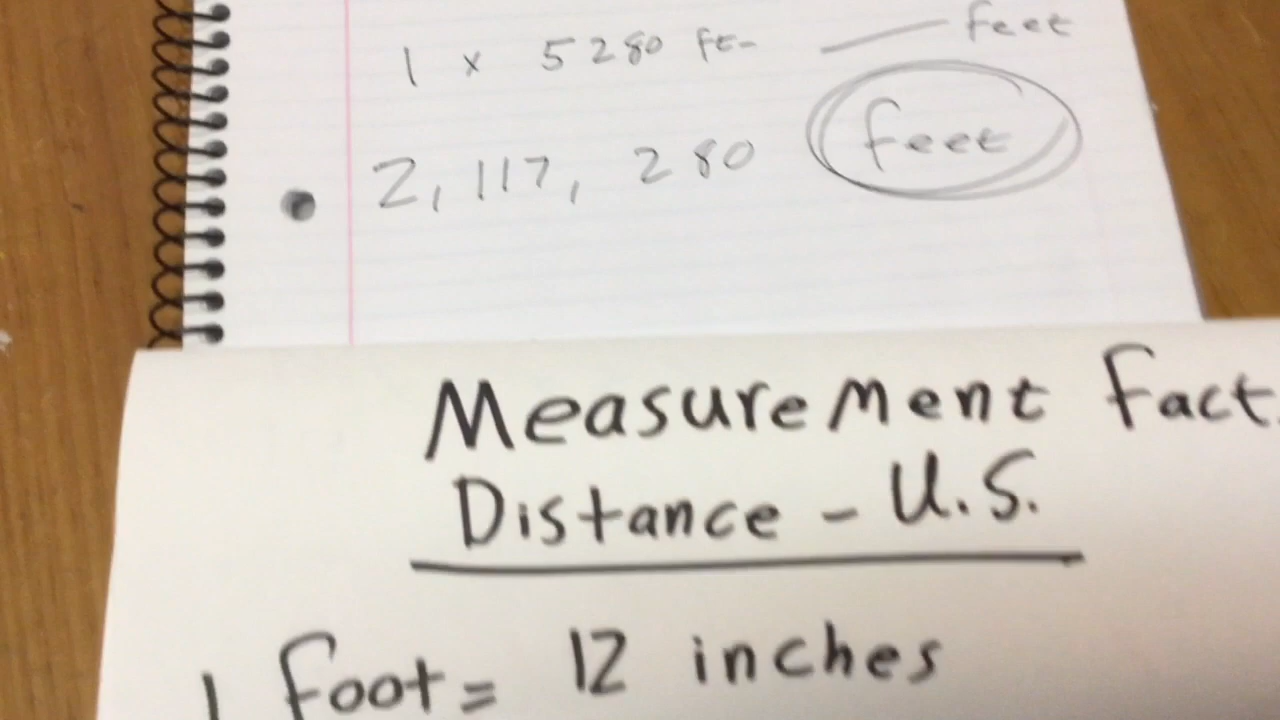 1 x 5280 ft. — feet
2,117,280 feet
Measurement Fact
Distance - U.S.
1 Foot = 12 inches